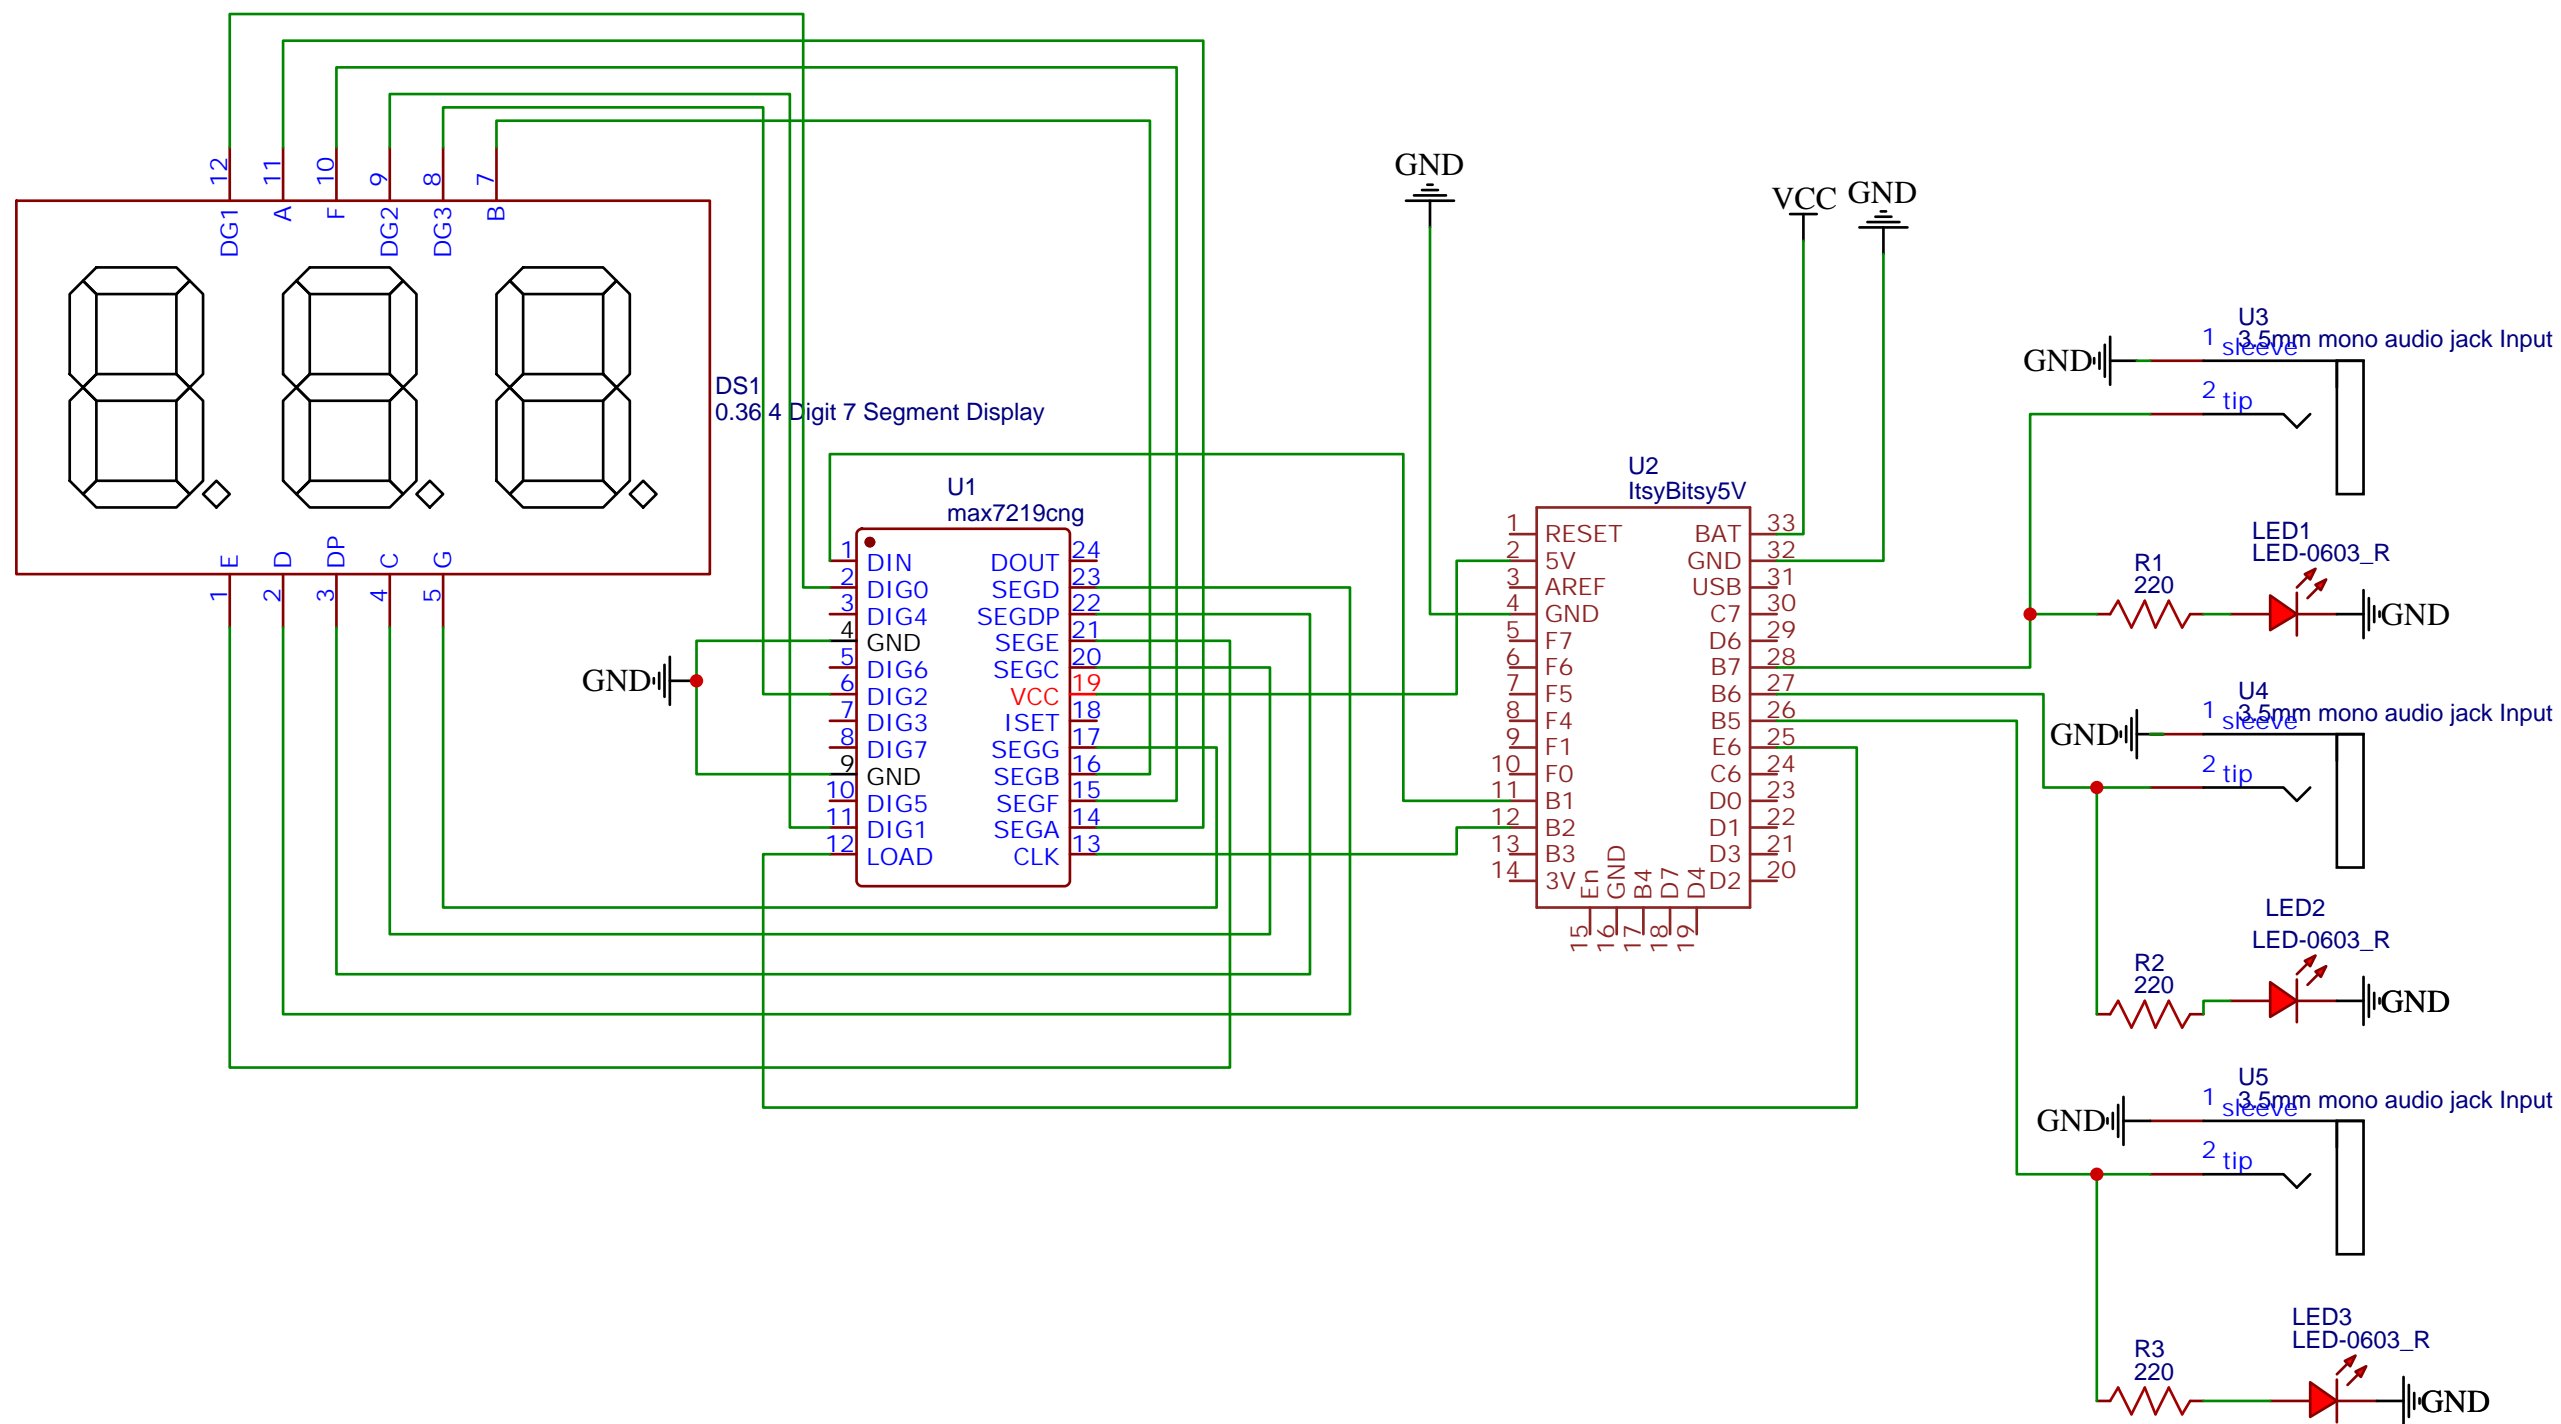 12
11
10
9
8
7
DG1
A
F
DG2
DG3
B
E
D
DP
C
G
1
2
3
4
5
DS1
0.36 4 Digit 7 Segment Display
U1
max7219cng
1 DIN
2 DIG0
3 DIG4
4 GND
5 DIG6
6 DIG2
7 DIG3
8 DIG7
9 GND
10 DIG5
11 DIG1
12 LOAD
DOUT 24
SEGD 23
SEGDP 22
SEGE 21
SEGC 20
VCC 19
ISET 18
SEGG 17
SEGB 16
SEGF 15
SEGA 14
CLK 13
GND
GND
VCC
GND
U2
ItsyBitsy5V
1 RESET
2 5V
3 AREF
4 GND
5 F7
6 F6
7 F5
8 F4
9 F1
10 F0
11 B1
12 B2
13 B3
14 3V
En
GND
B4
D7
D4
15
16
17
18
19
BAT 33
GND 32
USB 31
C7 30
D6 29
B7 28
B6 27
B5 26
E6 25
C6 24
D0 23
D1 22
D3 21
D2 20
U3
3.5mm mono audio jack Input
1 sleeve
GND
2 tip
LED1
LED-0603_R
R1
220
GND
U4
3.5mm mono audio jack Input
1 sleeve
GND
2 tip
LED2
LED-0603_R
R2
220
GND
U5
3.5mm mono audio jack Input
1 sleeve
GND
2 tip
LED3
LED-0603_R
R3
220
GND